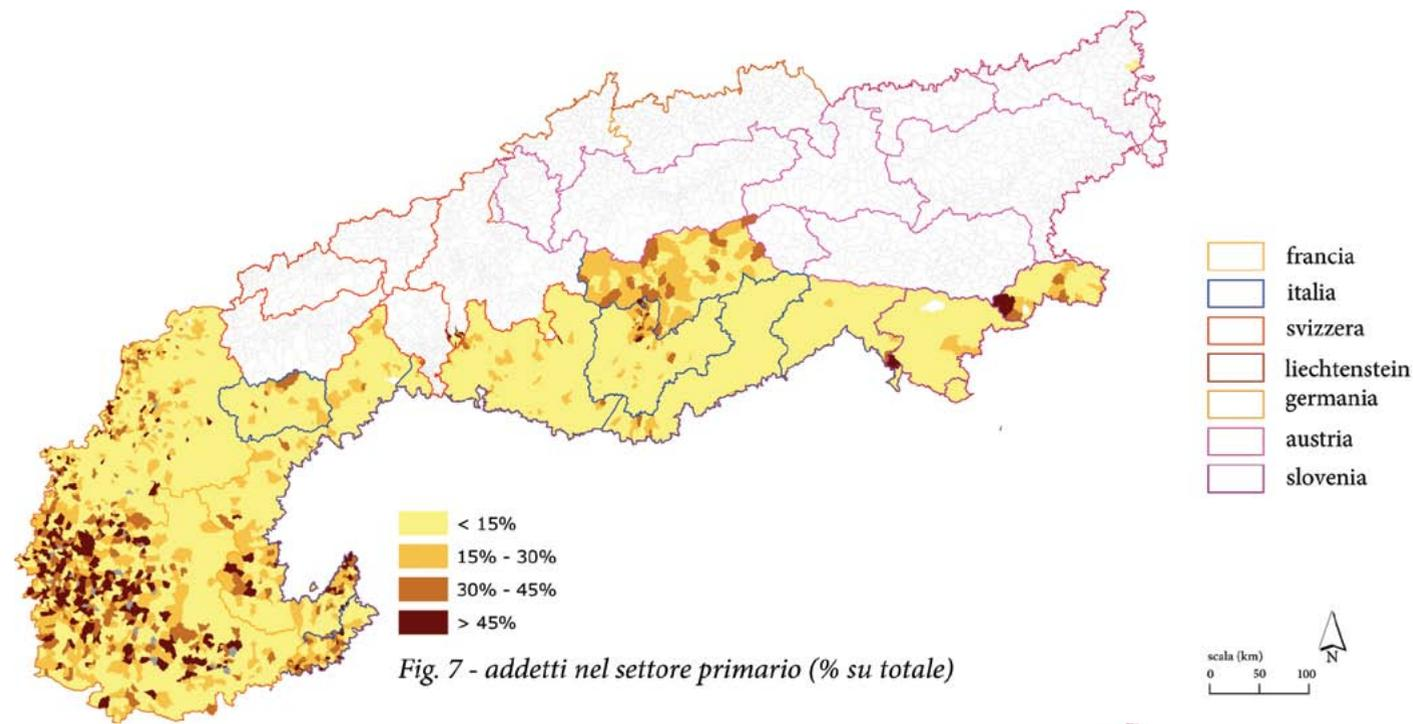 francia
italia
svizzera
liechtenstein
germania
austria
slovenia
< 15%
15% - 30%
30% - 45%
> 45%
Fig. 7 - addetti nel settore primario (% su totale)
scala (km)
0 50 100
N